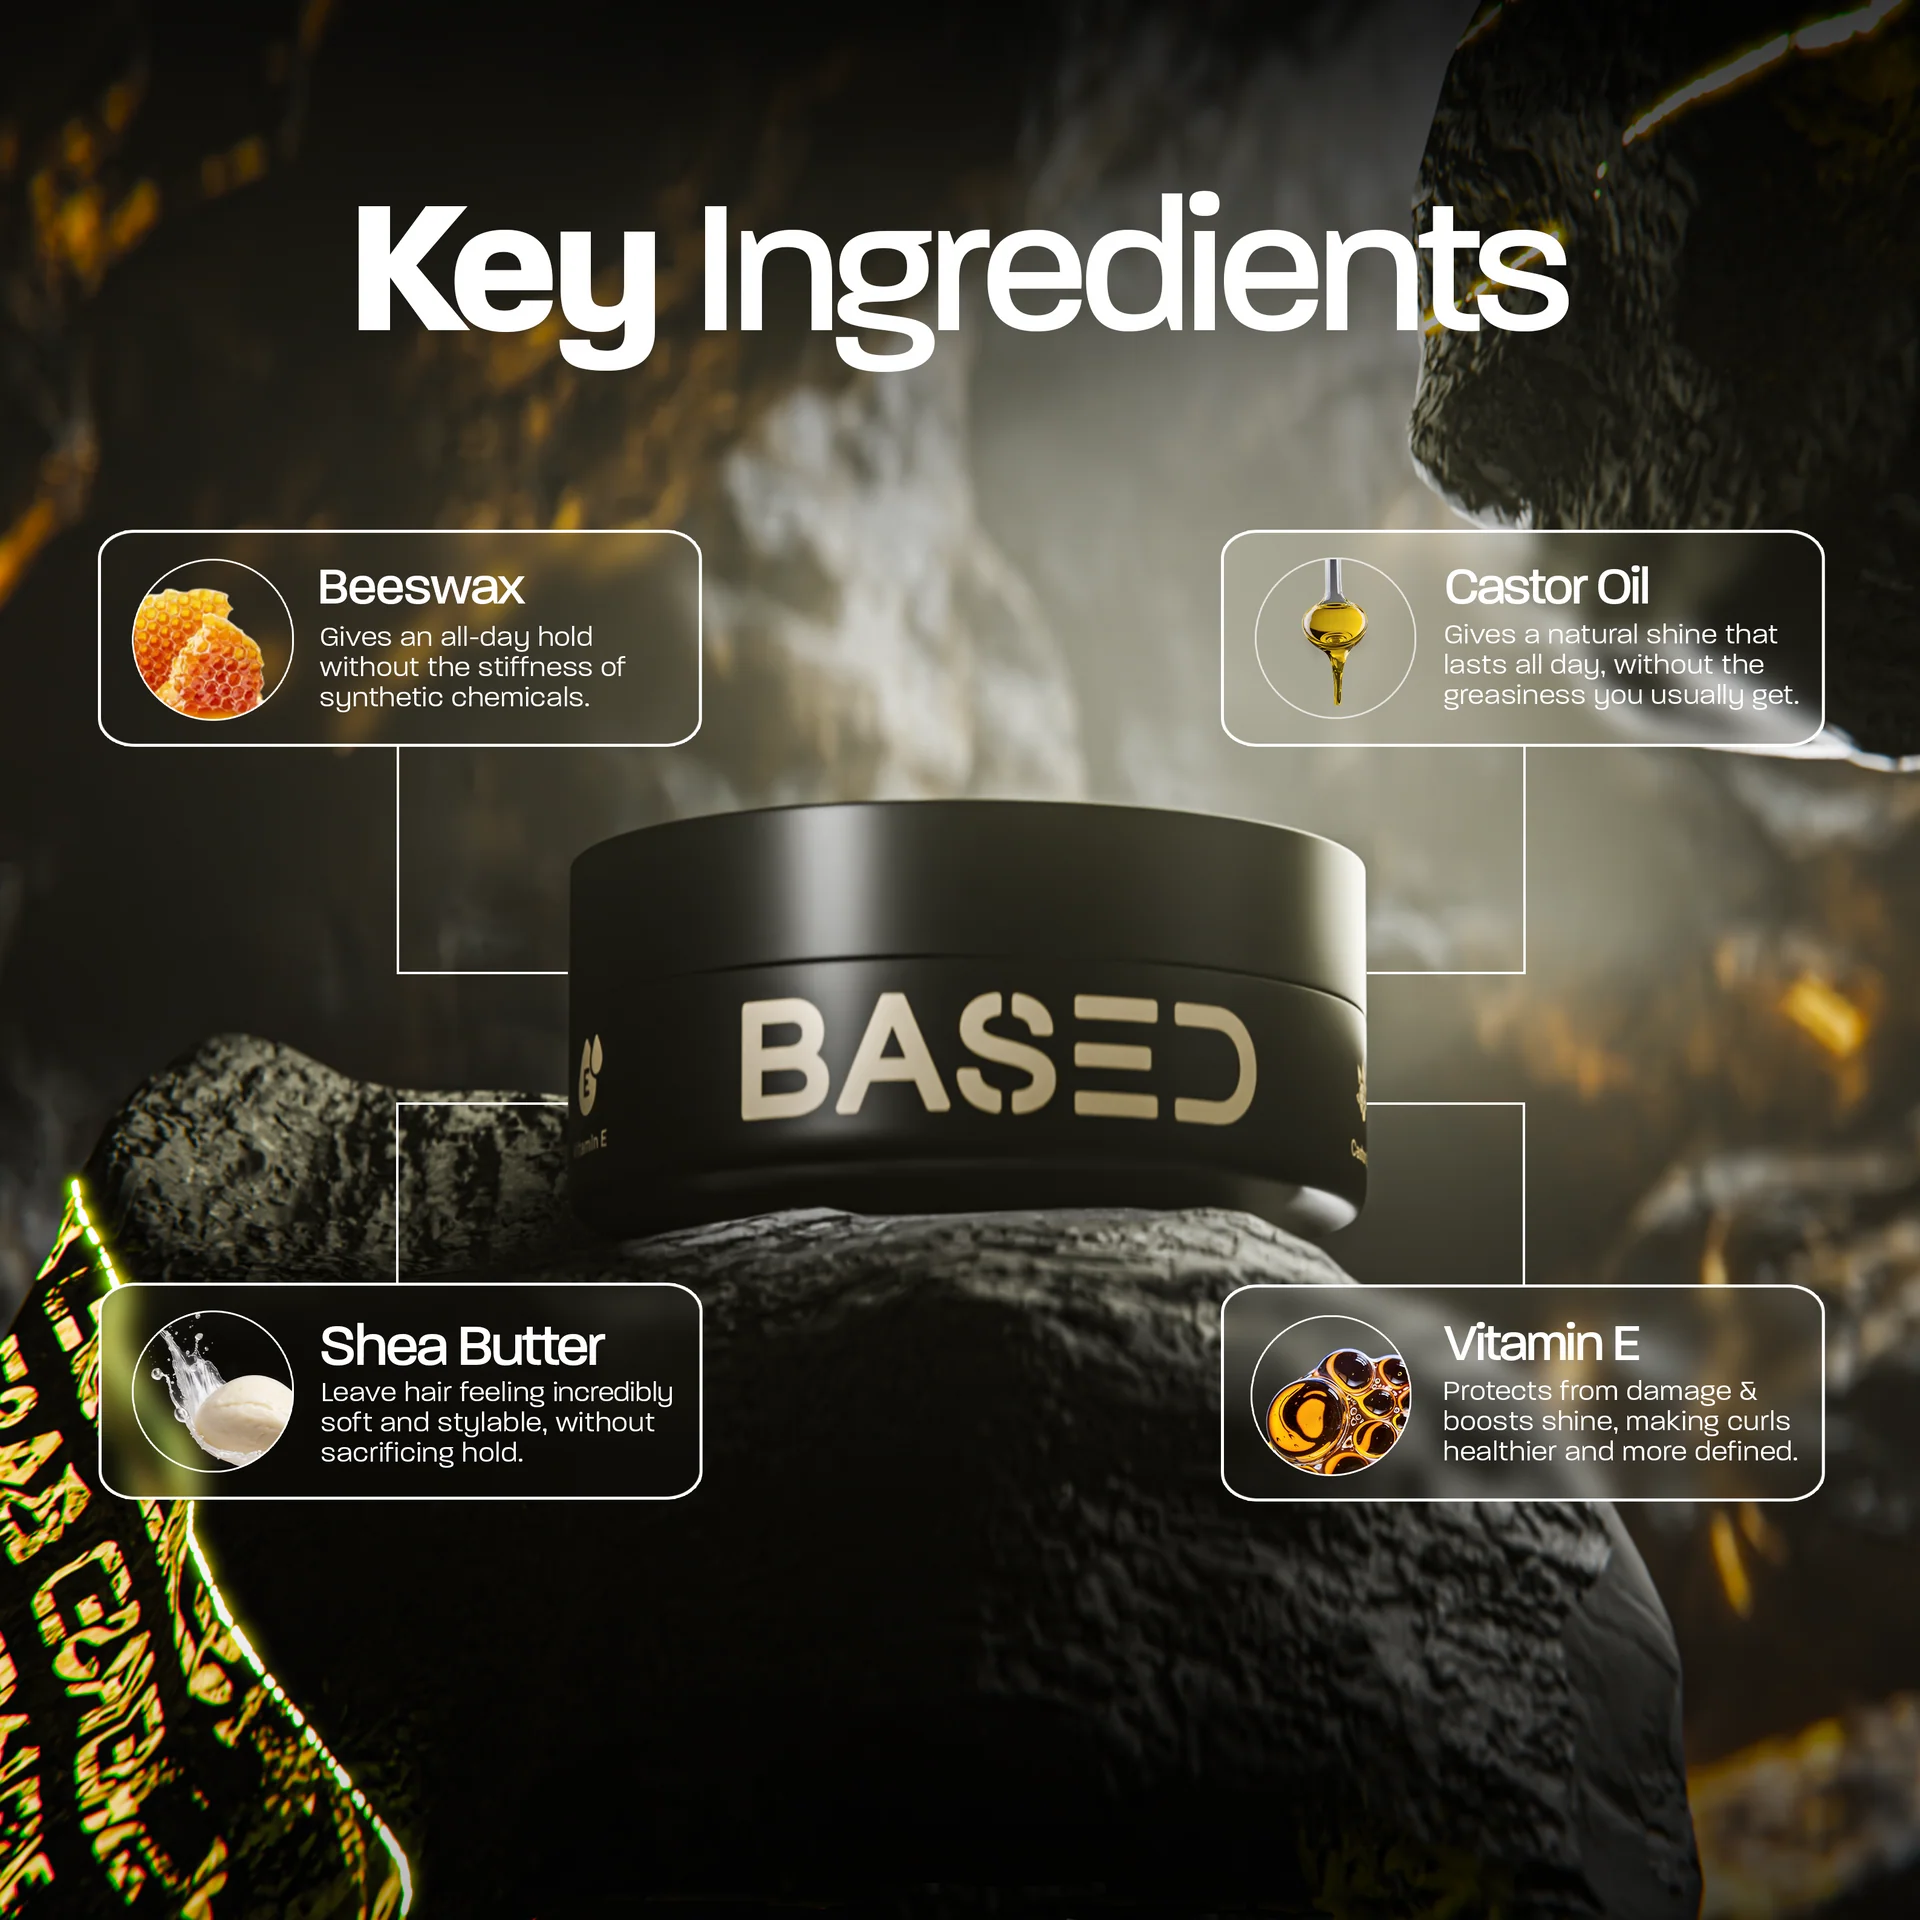 Key Ingredients
Beeswax
Gives an all-day hold
without the stiffness of
synthetic chemicals.
Castor Oil
Gives a natural shine that
lasts all day, without the
greasiness you usually get.
BASED
E
E
Shea Butter
Leave hair feeling incredibly
soft and stylable, without
sacrificing hold.
Vitamin E
Protects from damage &
boosts shine, making curls
healthier and more defined.